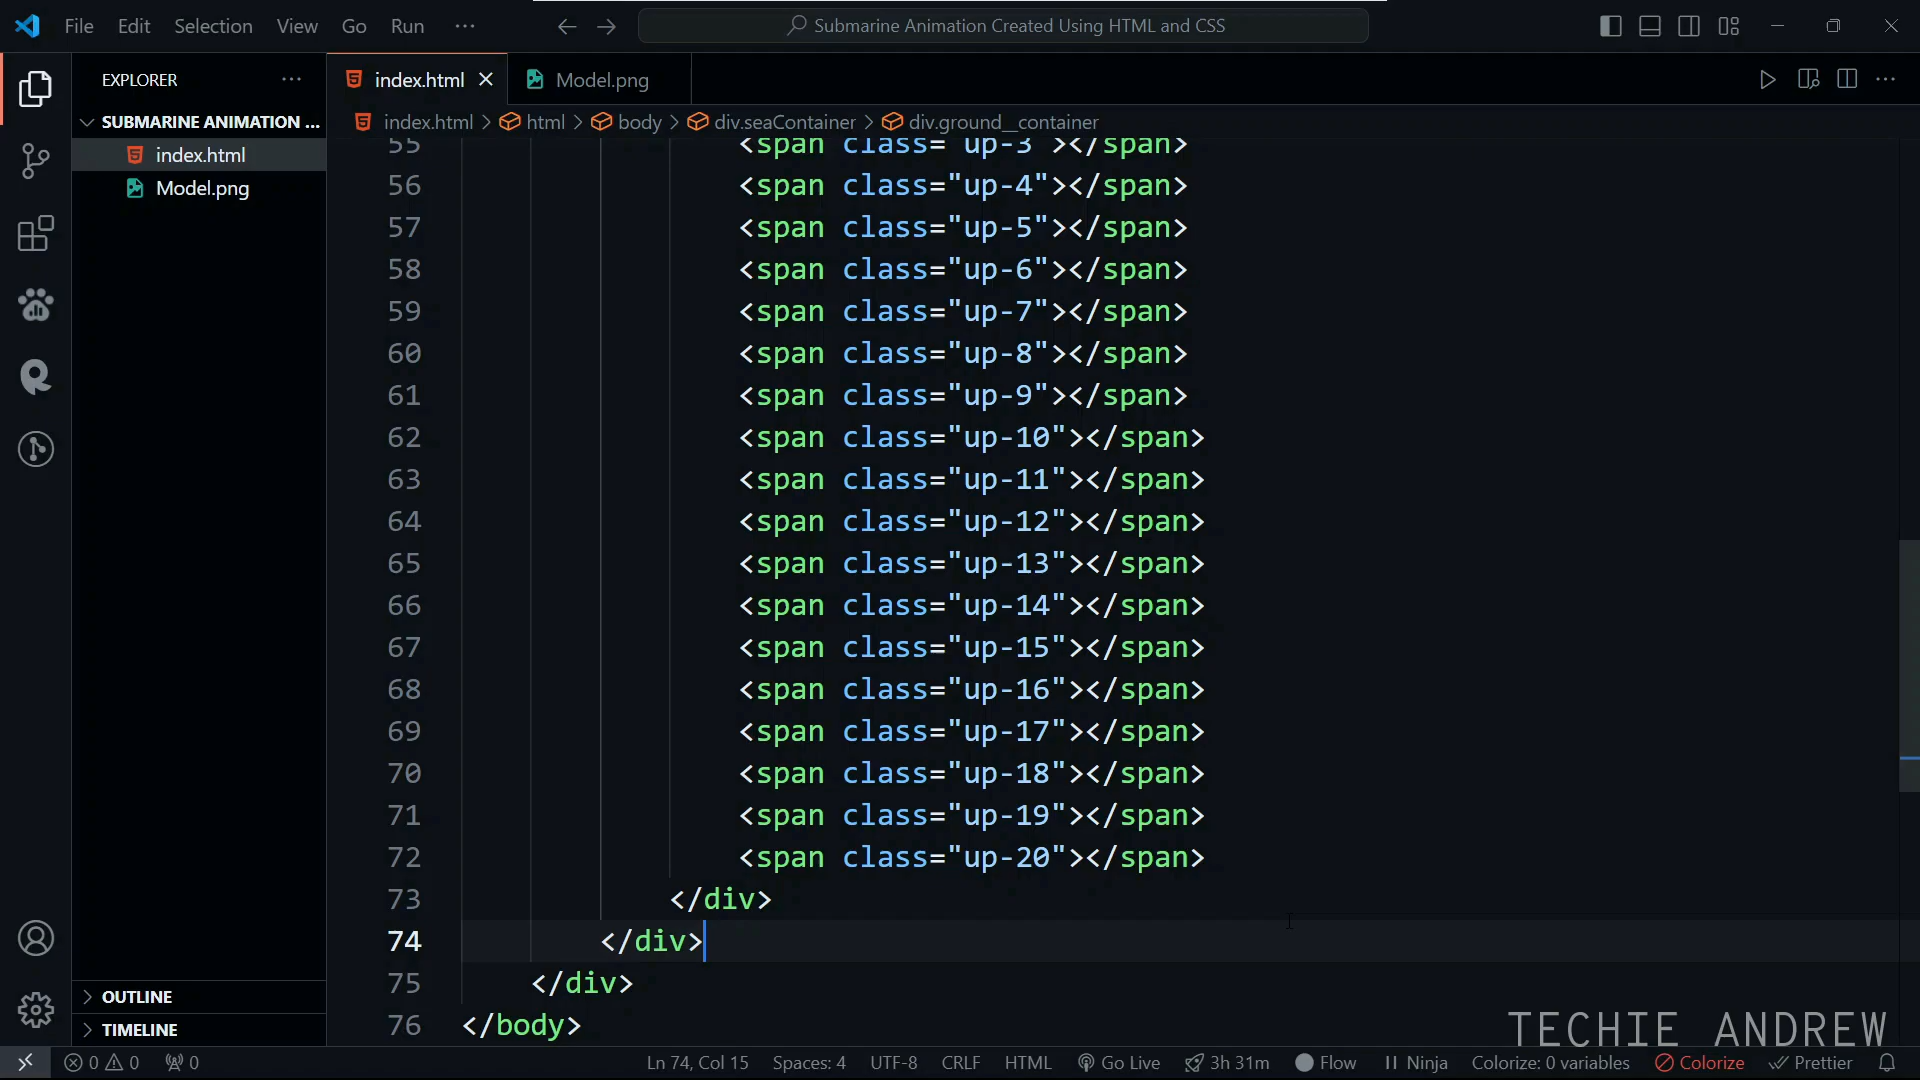 File Edit Selection View Go Run ···
Submarine Animation Created Using HTML and CSS
EXPLORER ···
index.html Model.png
SUBMARINE ANIMATION ...
index.html > html > body > div.seaContainer > div.ground__container
index.html
Model.png
55 <span class="up-3"></span>
56 <span class="up-4"></span>
57 <span class="up-5"></span>
58 <span class="up-6"></span>
59 <span class="up-7"></span>
60 <span class="up-8"></span>
61 <span class="up-9"></span>
62 <span class="up-10"></span>
63 <span class="up-11"></span>
64 <span class="up-12"></span>
65 <span class="up-13"></span>
66 <span class="up-14"></span>
67 <span class="up-15"></span>
68 <span class="up-16"></span>
69 <span class="up-17"></span>
70 <span class="up-18"></span>
71 <span class="up-19"></span>
72 <span class="up-20"></span>
73 </div>
74 </div>
75 </div>
76 </body>
OUTLINE
TIMELINE
TECHIE ANDREW
0 0 0 Ln 74, Col 15 Spaces: 4 UTF-8 CRLF HTML Go Live 3h 31m Flow Ninja Colorize: 0 variables Colorize Prettier